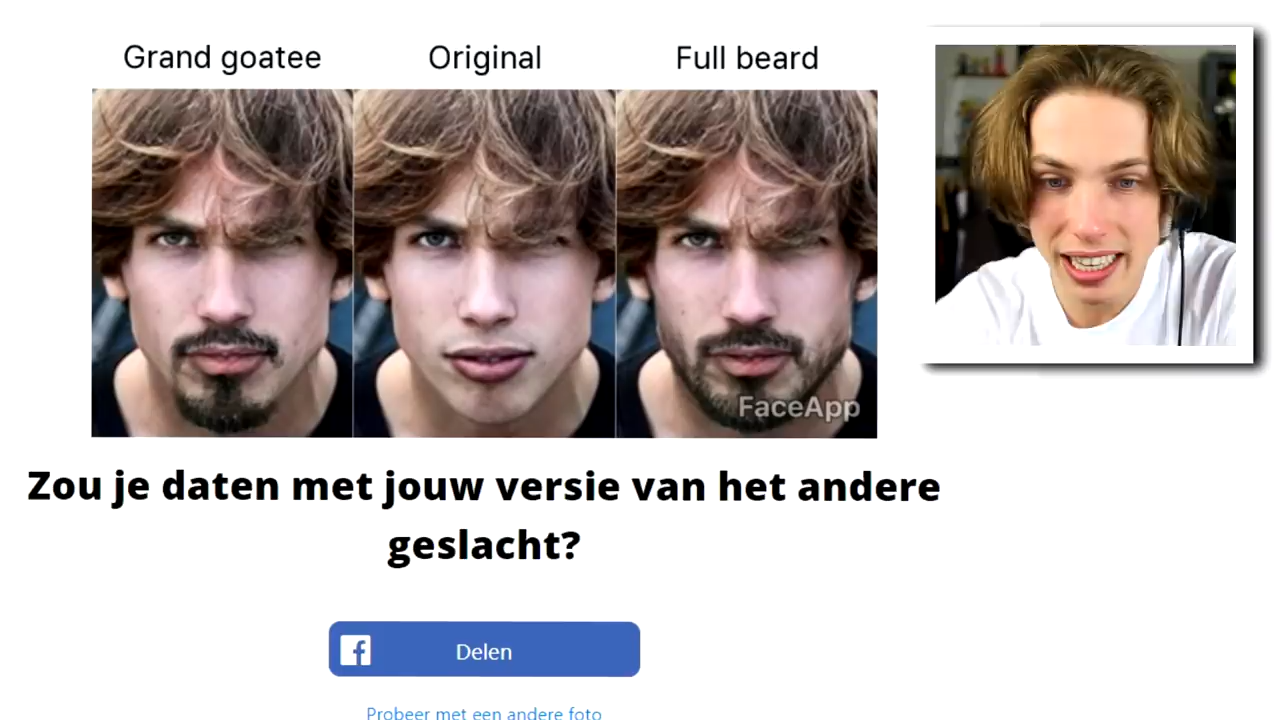 Grand goatee Original Full beard
FaceApp
Zou je daten met jouw versie van het andere
geslacht?
Delen
Probeer met een andere foto